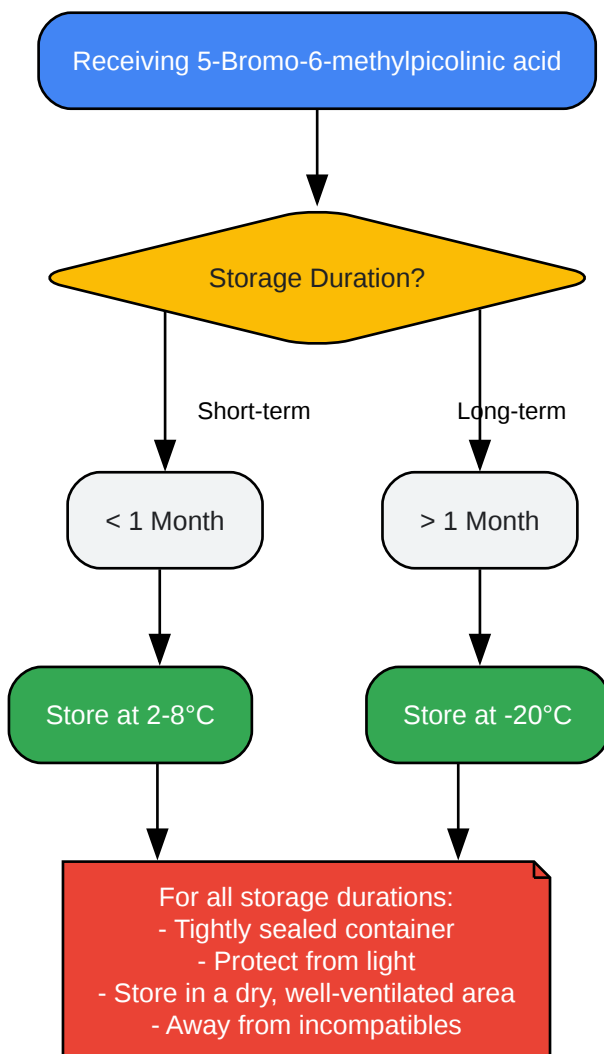 Receiving 5-Bromo-6-methylpicolinic acid
Storage Duration?
Short-term
Long-term
< 1 Month
> 1 Month
Store at 2-8°C
Store at -20°C
For all storage durations:
- Tightly sealed container
- Protect from light
- Store in a dry, well-ventilated area
- Away from incompatibles